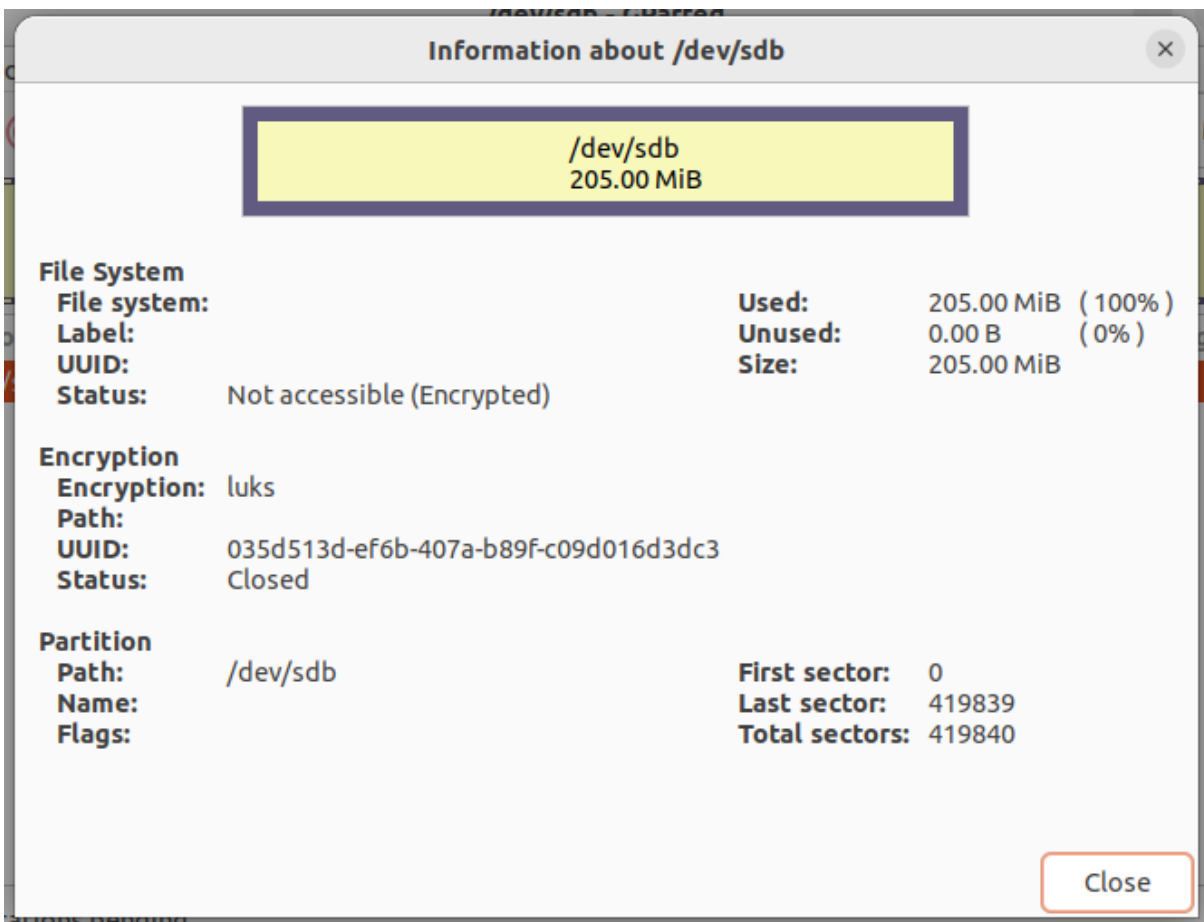 /dev/sdb - GParted
Information about /dev/sdb
/dev/sdb
205.00 MiB
File System
File system:
Used: 205.00 MiB ( 100% )
Label:
Unused: 0.00 B ( 0% )
UUID:
Size: 205.00 MiB
Status: Not accessible (Encrypted)
Encryption
Encryption: luks
Path:
UUID: 035d513d-ef6b-407a-b89f-c09d016d3dc3
Status: Closed
Partition
Path: /dev/sdb
First sector: 0
Name:
Last sector: 419839
Flags:
Total sectors: 419840
Close